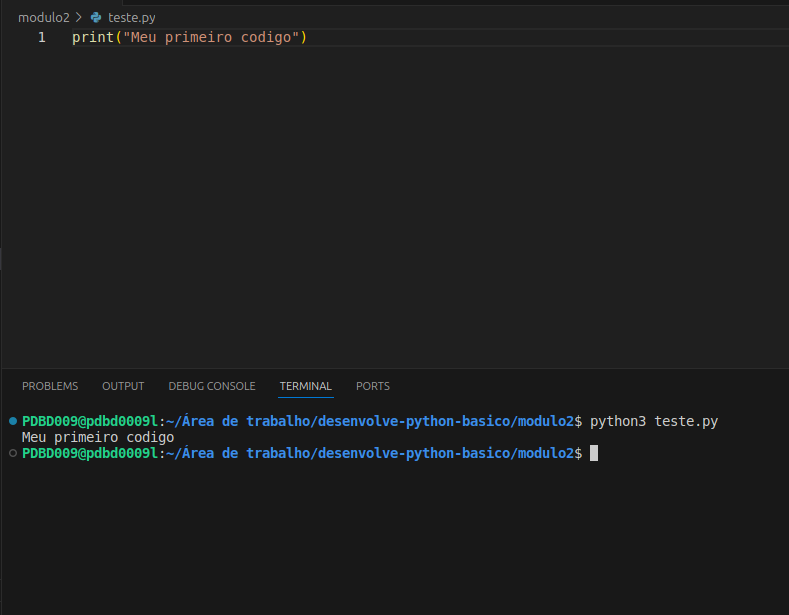 modulo2 > teste.py
1 print("Meu primeiro codigo")
PROBLEMS OUTPUT DEBUG CONSOLE TERMINAL PORTS
PDBD009@pdbd0009l:~/Área de trabalho/desenvolve-python-basico/modulo2$ python3 teste.py
Meu primeiro codigo
PDBD009@pdbd0009l:~/Área de trabalho/desenvolve-python-basico/modulo2$